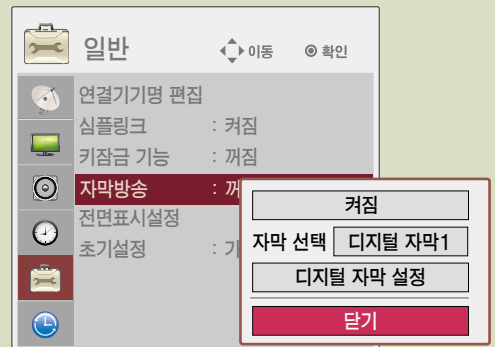 일반 이동 확인
연결기기명 편집
심플링크 : 켜짐
키잠금 기능 : 꺼짐
자막방송 :
전면표시설정
초기설정 :
켜짐
자막 선택 디지털 자막1
디지털 자막 설정
닫기